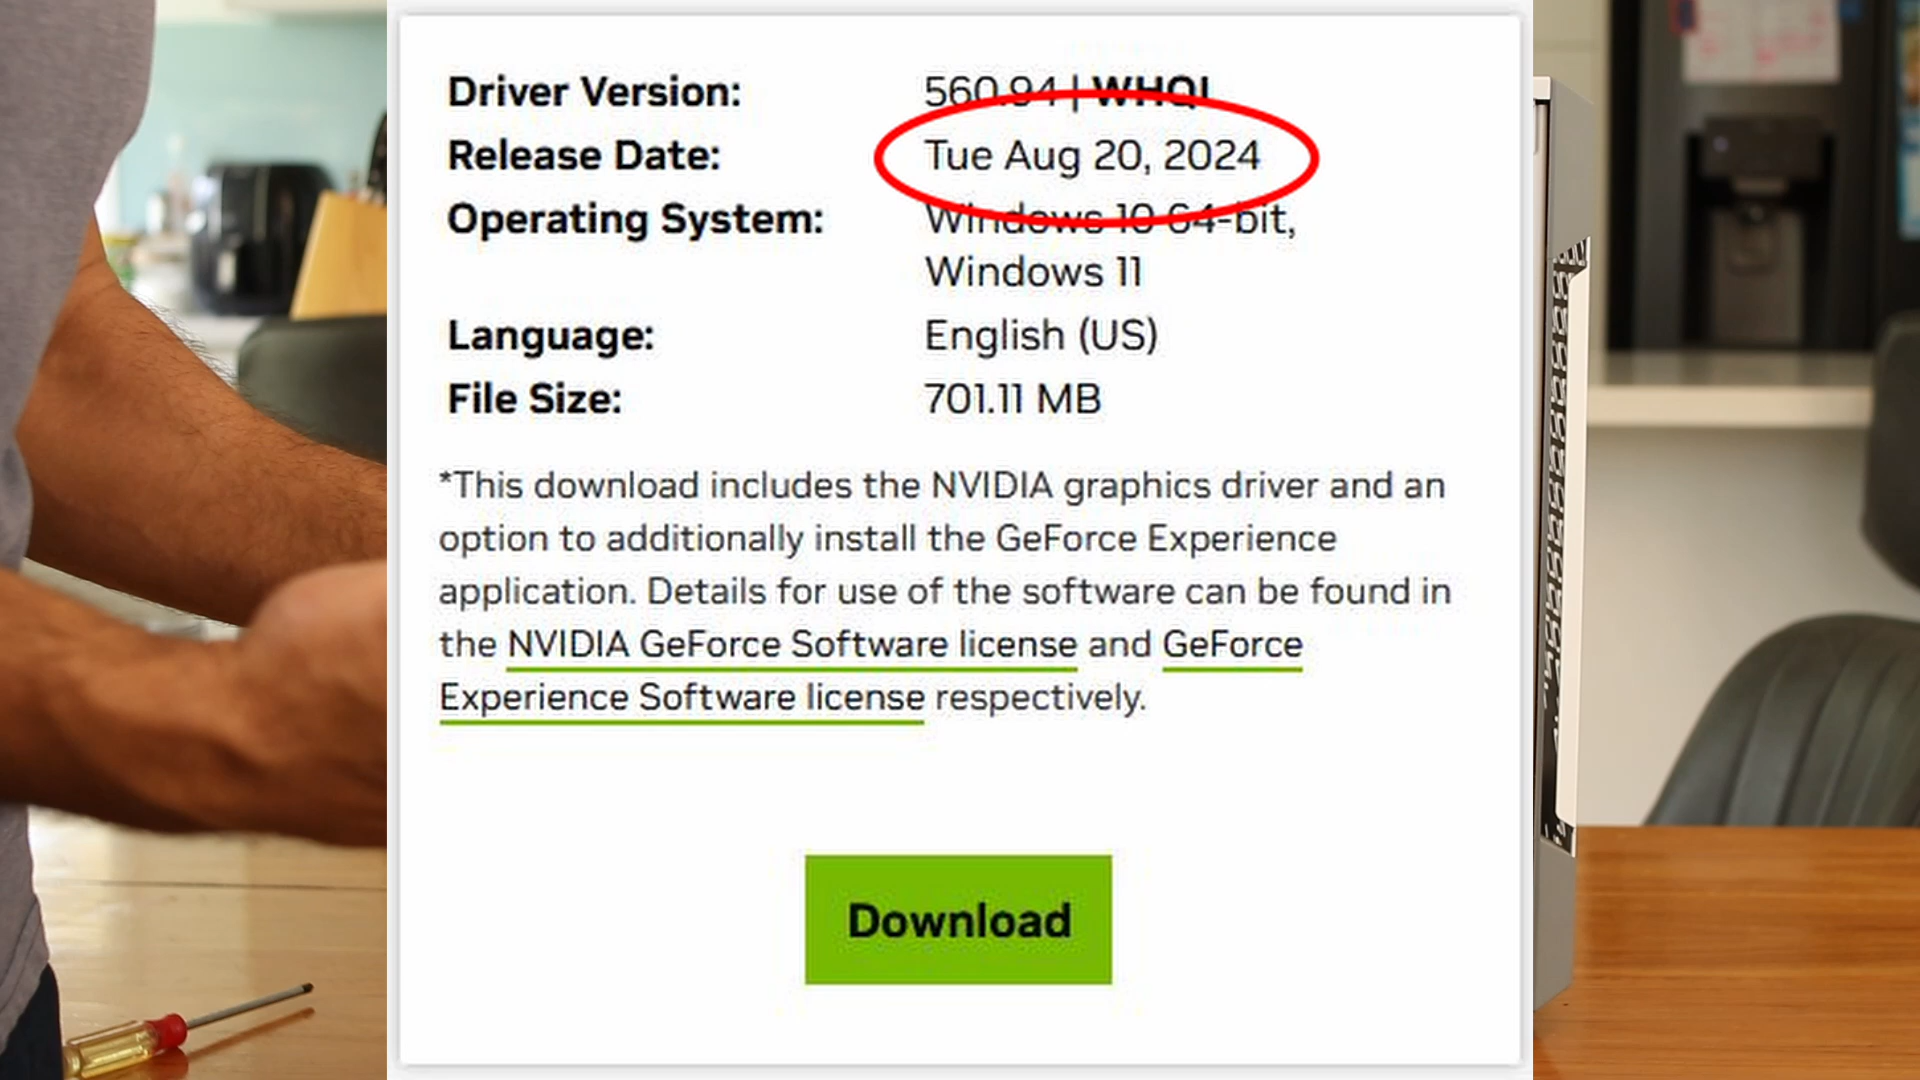 Driver Version: 560.94 | WHQL
Release Date: Tue Aug 20, 2024
Operating System: Windows 10 64-bit,
Windows 11
Language: English (US)
File Size: 701.11 MB
*This download includes the NVIDIA graphics driver and an
option to additionally install the GeForce Experience
application. Details for use of the software can be found in
the NVIDIA GeForce Software license and GeForce
Experience Software license respectively.
Download